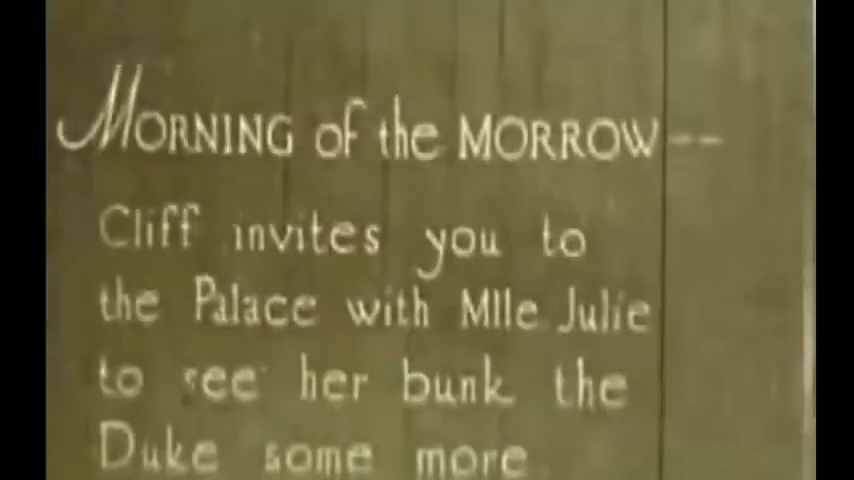 MORNING of the MORROW--
Cliff invites you to
the Palace with Mlle Julie
to see her bunk the
Duke some more